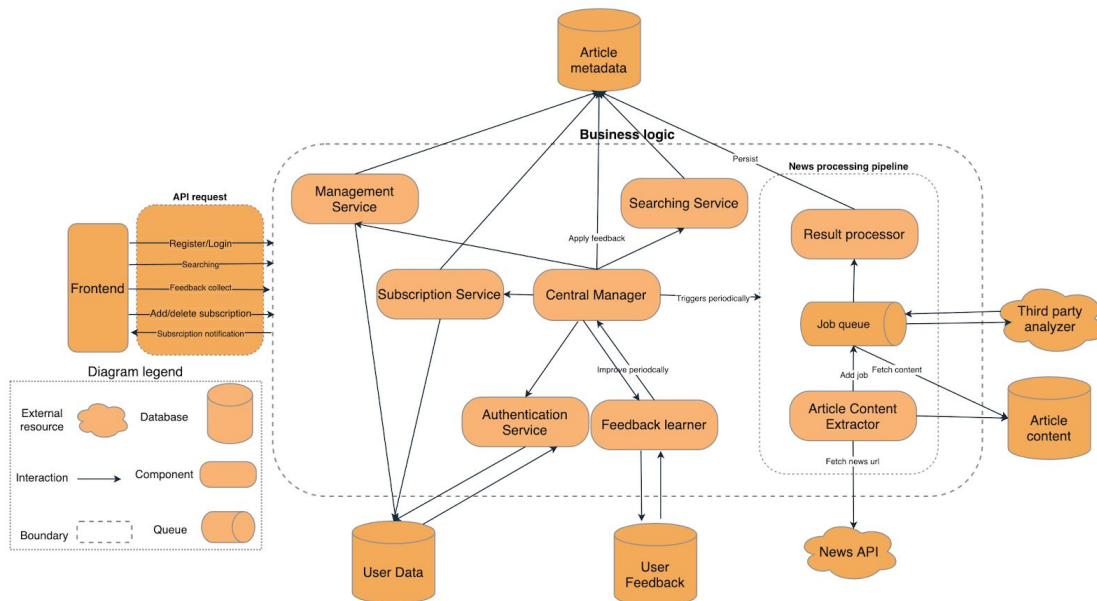 Article
metadata
Business logic
Persist
News processing pipeline
API request
Management
Service
Searching Service
Register/Login
Apply feedback
Result processor
Searching
Frontend
Feedback collect
Subscription Service
Central Manager
Triggers periodically
Add/delete subscription
Job queue
Third party
analyzer
Subsrciption notification
Diagram legend
Improve periodcally
Add job
Fetch content
External
resource
Database
Authentication
Service
Feedback learner
Article Content
Extractor
Article
content
Fetch news url
Interaction
Component
Boundary
Queue
News API
User Data
User
Feedback